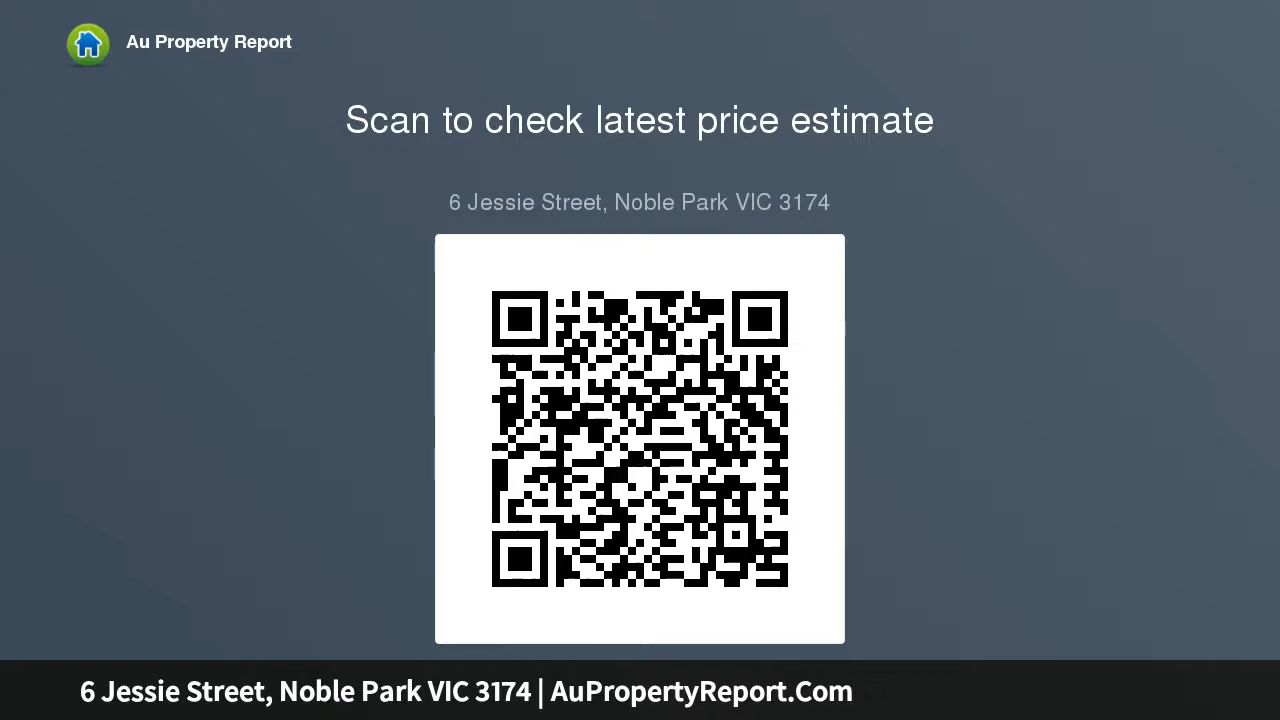 Au Property Report
Scan to check latest price estimate
6 Jessie Street, Noble Park VIC 3174
6 Jessie Street, Noble Park VIC 3174 | AuPropertyReport.Com